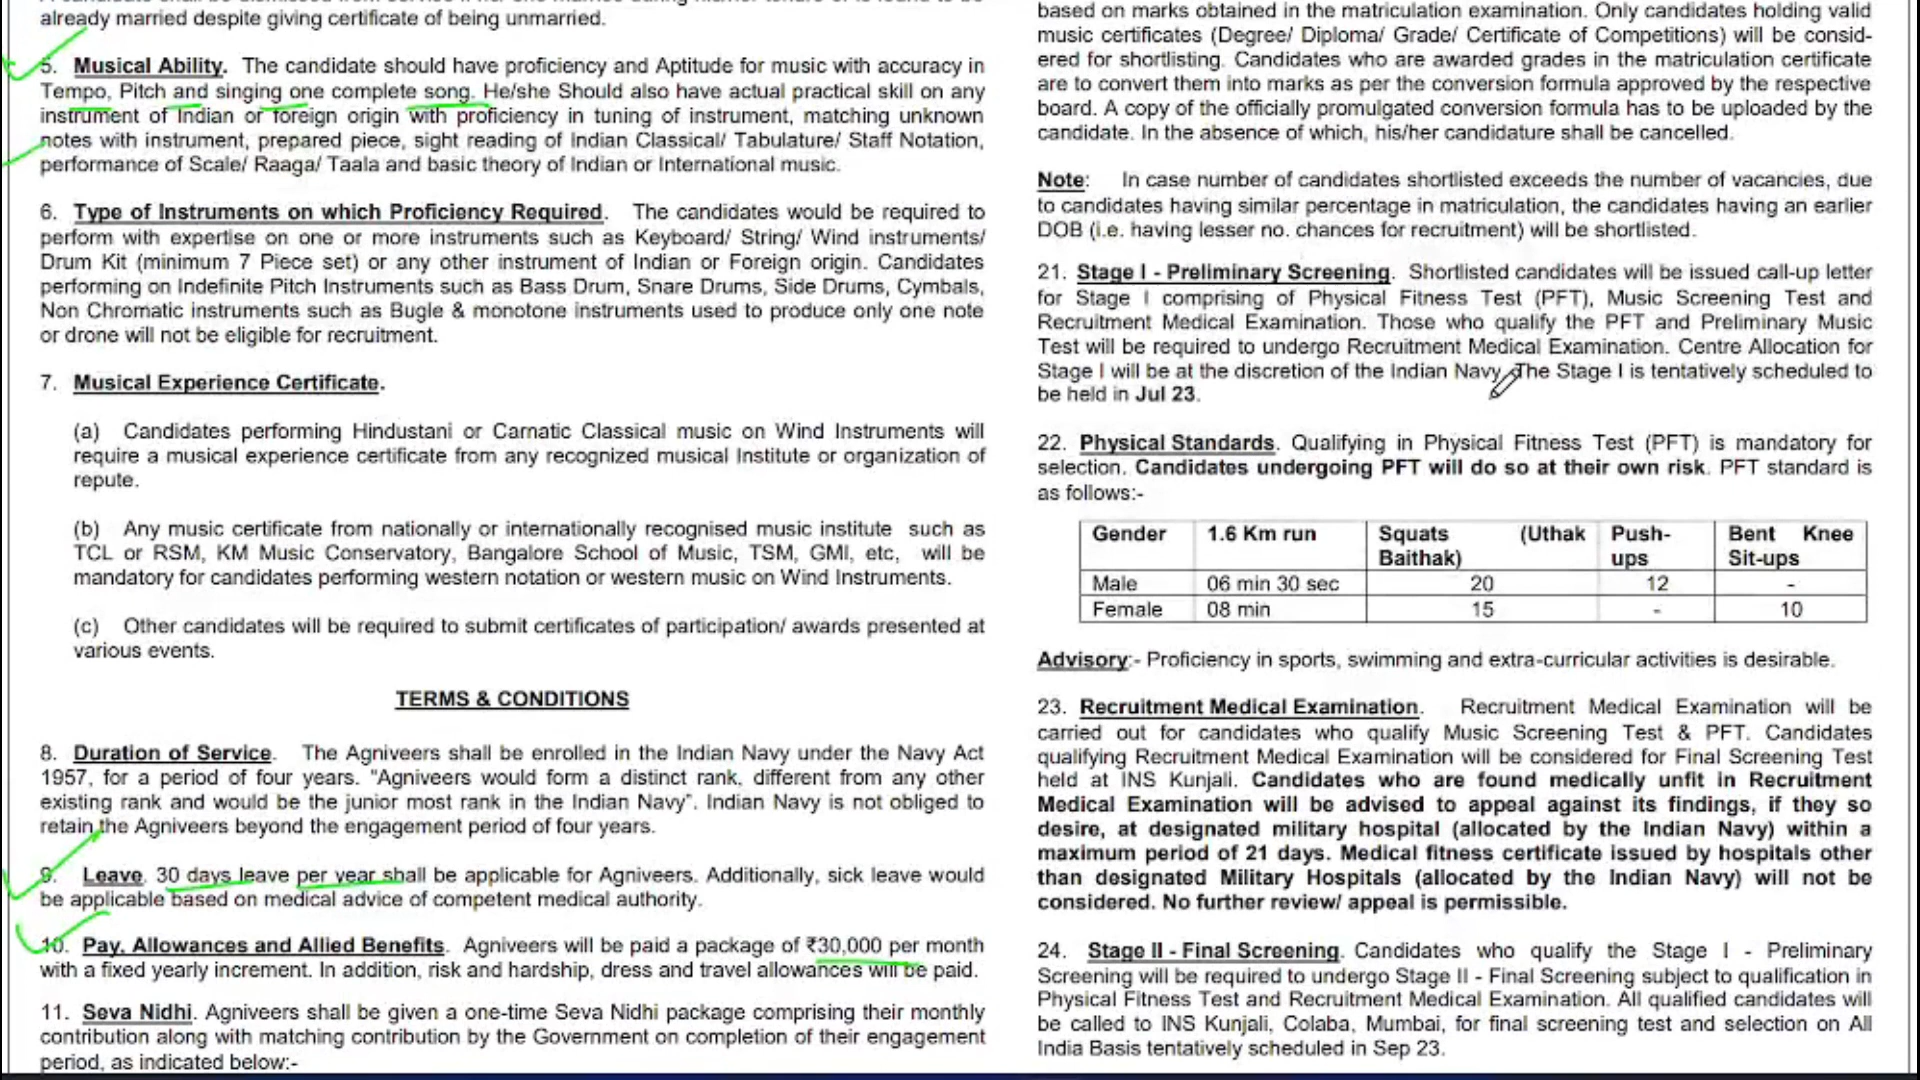 already married despite giving certificate of being unmarried.
5. Musical Ability. The candidate should have proficiency and Aptitude for music with accuracy in
Tempo, Pitch and singing one complete song. He/she Should also have actual practical skill on any
instrument of Indian or foreign origin with proficiency in tuning of instrument, matching unknown
notes with instrument, prepared piece, sight reading of Indian Classical/ Tabulature/ Staff Notation,
performance of Scale/ Raaga/ Taala and basic theory of Indian or International music.
6. Type of Instruments on which Proficiency Required. The candidates would be required to
perform with expertise on one or more instruments such as Keyboard/ String/ Wind instruments/
Drum Kit (minimum 7 Piece set) or any other instrument of Indian or Foreign origin. Candidates
performing on Indefinite Pitch Instruments such as Bass Drum, Snare Drums, Side Drums, Cymbals,
Non Chromatic instruments such as Bugle & monotone instruments used to produce only one note
or drone will not be eligible for recruitment.
7. Musical Experience Certificate.
(a) Candidates performing Hindustani or Carnatic Classical music on Wind Instruments will
require a musical experience certificate from any recognized musical Institute or organization of
repute.
(b) Any music certificate from nationally or internationally recognised music institute such as
TCL or RSM, KM Music Conservatory, Bangalore School of Music, TSM, GMI, etc, will be
mandatory for candidates performing western notation or western music on Wind Instruments.
(c) Other candidates will be required to submit certificates of participation/ awards presented at
various events.
TERMS & CONDITIONS
8. Duration of Service. The Agniveers shall be enrolled in the Indian Navy under the Navy Act
1957, for a period of four years. "Agniveers would form a distinct rank, different from any other
existing rank and would be the junior most rank in the Indian Navy". Indian Navy is not obliged to
retain the Agniveers beyond the engagement period of four years.
9. Leave. 30 days leave per year shall be applicable for Agniveers. Additionally, sick leave would
be applicable based on medical advice of competent medical authority.
10. Pay, Allowances and Allied Benefits. Agniveers will be paid a package of ₹30,000 per month
with a fixed yearly increment. In addition, risk and hardship, dress and travel allowances will be paid.
11. Seva Nidhi. Agniveers shall be given a one-time Seva Nidhi package comprising their monthly
contribution along with matching contribution by the Government on completion of their engagement
period, as indicated below:-
based on marks obtained in the matriculation examination. Only candidates holding valid
music certificates (Degree/ Diploma/ Grade/ Certificate of Competitions) will be consid-
ered for shortlisting. Candidates who are awarded grades in the matriculation certificate
are to convert them into marks as per the conversion formula approved by the respective
board. A copy of the officially promulgated conversion formula has to be uploaded by the
candidate. In the absence of which, his/her candidature shall be cancelled.
Note: In case number of candidates shortlisted exceeds the number of vacancies, due
to candidates having similar percentage in matriculation, the candidates having an earlier
DOB (i.e. having lesser no. chances for recruitment) will be shortlisted.
21. Stage I - Preliminary Screening. Shortlisted candidates will be issued call-up letter
for Stage I comprising of Physical Fitness Test (PFT), Music Screening Test and
Recruitment Medical Examination. Those who qualify the PFT and Preliminary Music
Test will be required to undergo Recruitment Medical Examination. Centre Allocation for
Stage I will be at the discretion of the Indian Navy. The Stage I is tentatively scheduled to
be held in Jul 23.
22. Physical Standards. Qualifying in Physical Fitness Test (PFT) is mandatory for
selection. Candidates undergoing PFT will do so at their own risk. PFT standard is
as follows:-
Gender 1.6 Km run Squats (Uthak Push- Bent Knee
Baithak) ups Sit-ups
Male 06 min 30 sec 20 12 -
Female 08 min 15 - 10
Advisory:- Proficiency in sports, swimming and extra-curricular activities is desirable.
23. Recruitment Medical Examination. Recruitment Medical Examination will be
carried out for candidates who qualify Music Screening Test & PFT. Candidates
qualifying Recruitment Medical Examination will be considered for Final Screening Test
held at INS Kunjali. Candidates who are found medically unfit in Recruitment
Medical Examination will be advised to appeal against its findings, if they so
desire, at designated military hospital (allocated by the Indian Navy) within a
maximum period of 21 days. Medical fitness certificate issued by hospitals other
than designated Military Hospitals (allocated by the Indian Navy) will not be
considered. No further review/ appeal is permissible.
24. Stage II - Final Screening. Candidates who qualify the Stage I - Preliminary
Screening will be required to undergo Stage II - Final Screening subject to qualification in
Physical Fitness Test and Recruitment Medical Examination. All qualified candidates will
be called to INS Kunjali, Colaba, Mumbai, for final screening test and selection on All
India Basis tentatively scheduled in Sep 23.